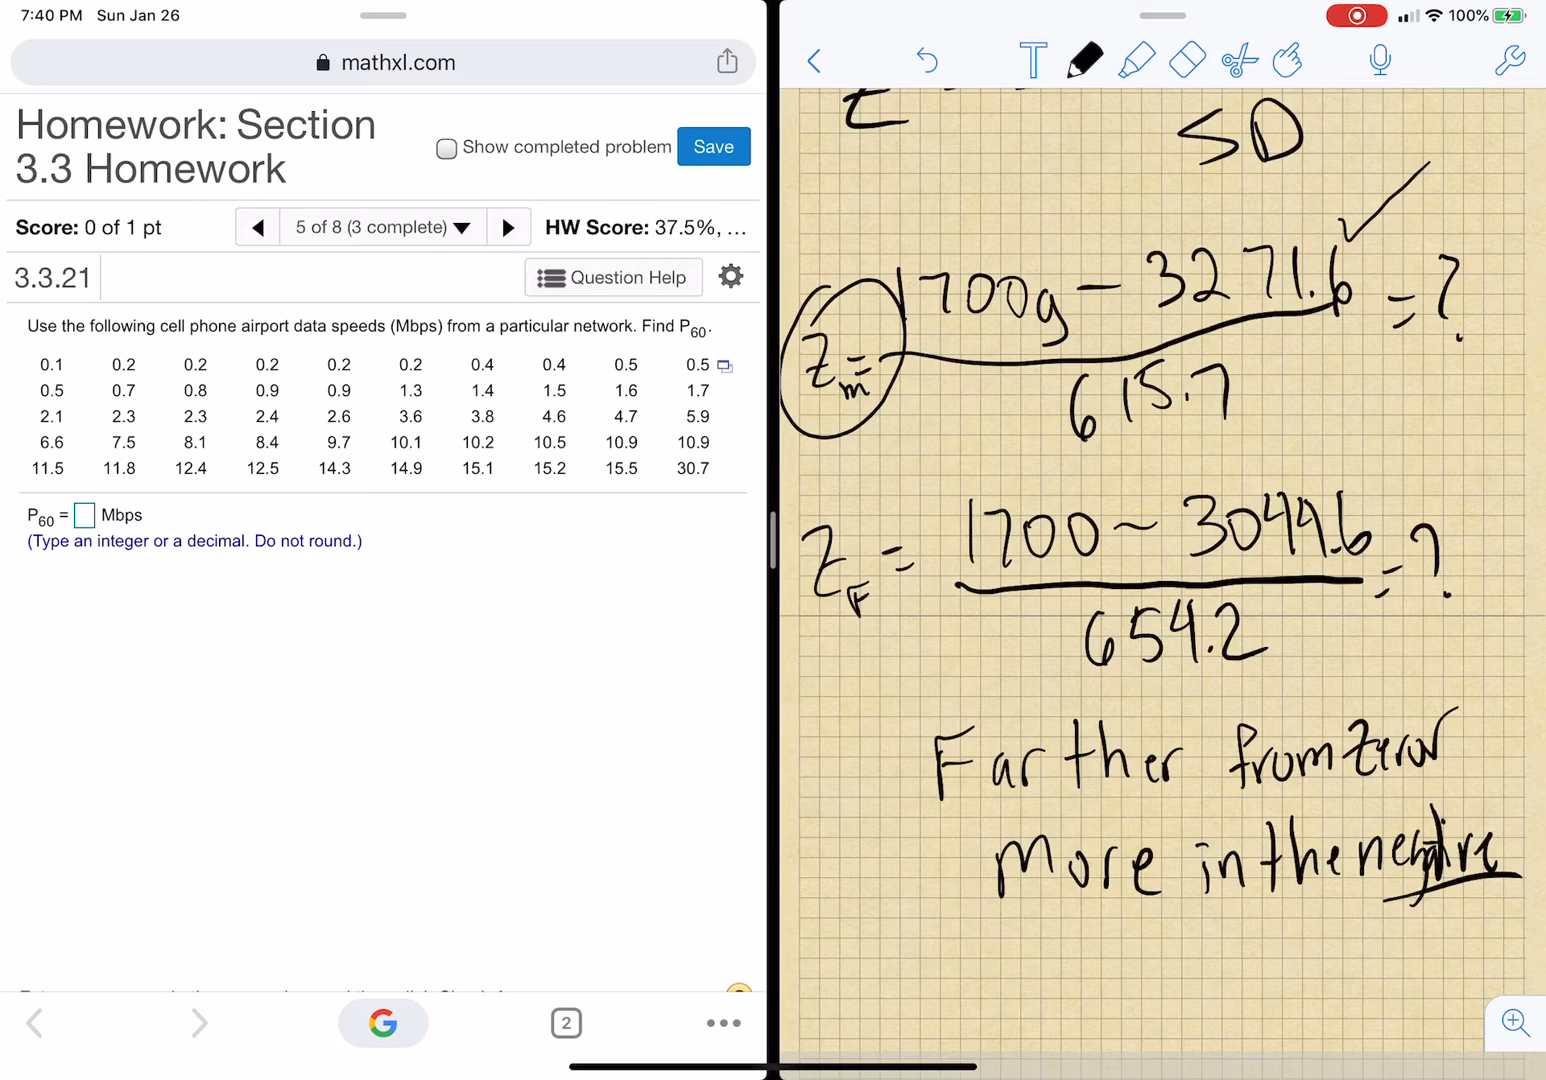 7:40 PM Sun Jan 26
100%
mathxl.com
Homework: Section
3.3 Homework
Show completed problem
Save
Score: 0 of 1 pt
5 of 8 (3 complete)
HW Score: 37.5%, ...
3.3.21
Question Help
Use the following cell phone airport data speeds (Mbps) from a particular network. Find P60.
0.1 0.2 0.2 0.2 0.2 0.2 0.4 0.4 0.5 0.5
0.5 0.7 0.8 0.9 0.9 1.3 1.4 1.5 1.6 1.7
2.1 2.3 2.3 2.4 2.6 3.6 3.8 4.6 4.7 5.9
6.6 7.5 8.1 8.4 9.7 10.1 10.2 10.5 10.9 10.9
11.5 11.8 12.4 12.5 14.3 14.9 15.1 15.2 15.5 30.7
P60 = Mbps
(Type an integer or a decimal. Do not round.)
2
T
SD
1700g - 3271.6 = ?
Zm =
615.7
1700 - 3044.6 = ?
ZF =
654.2
Farther from zero
more in the negative